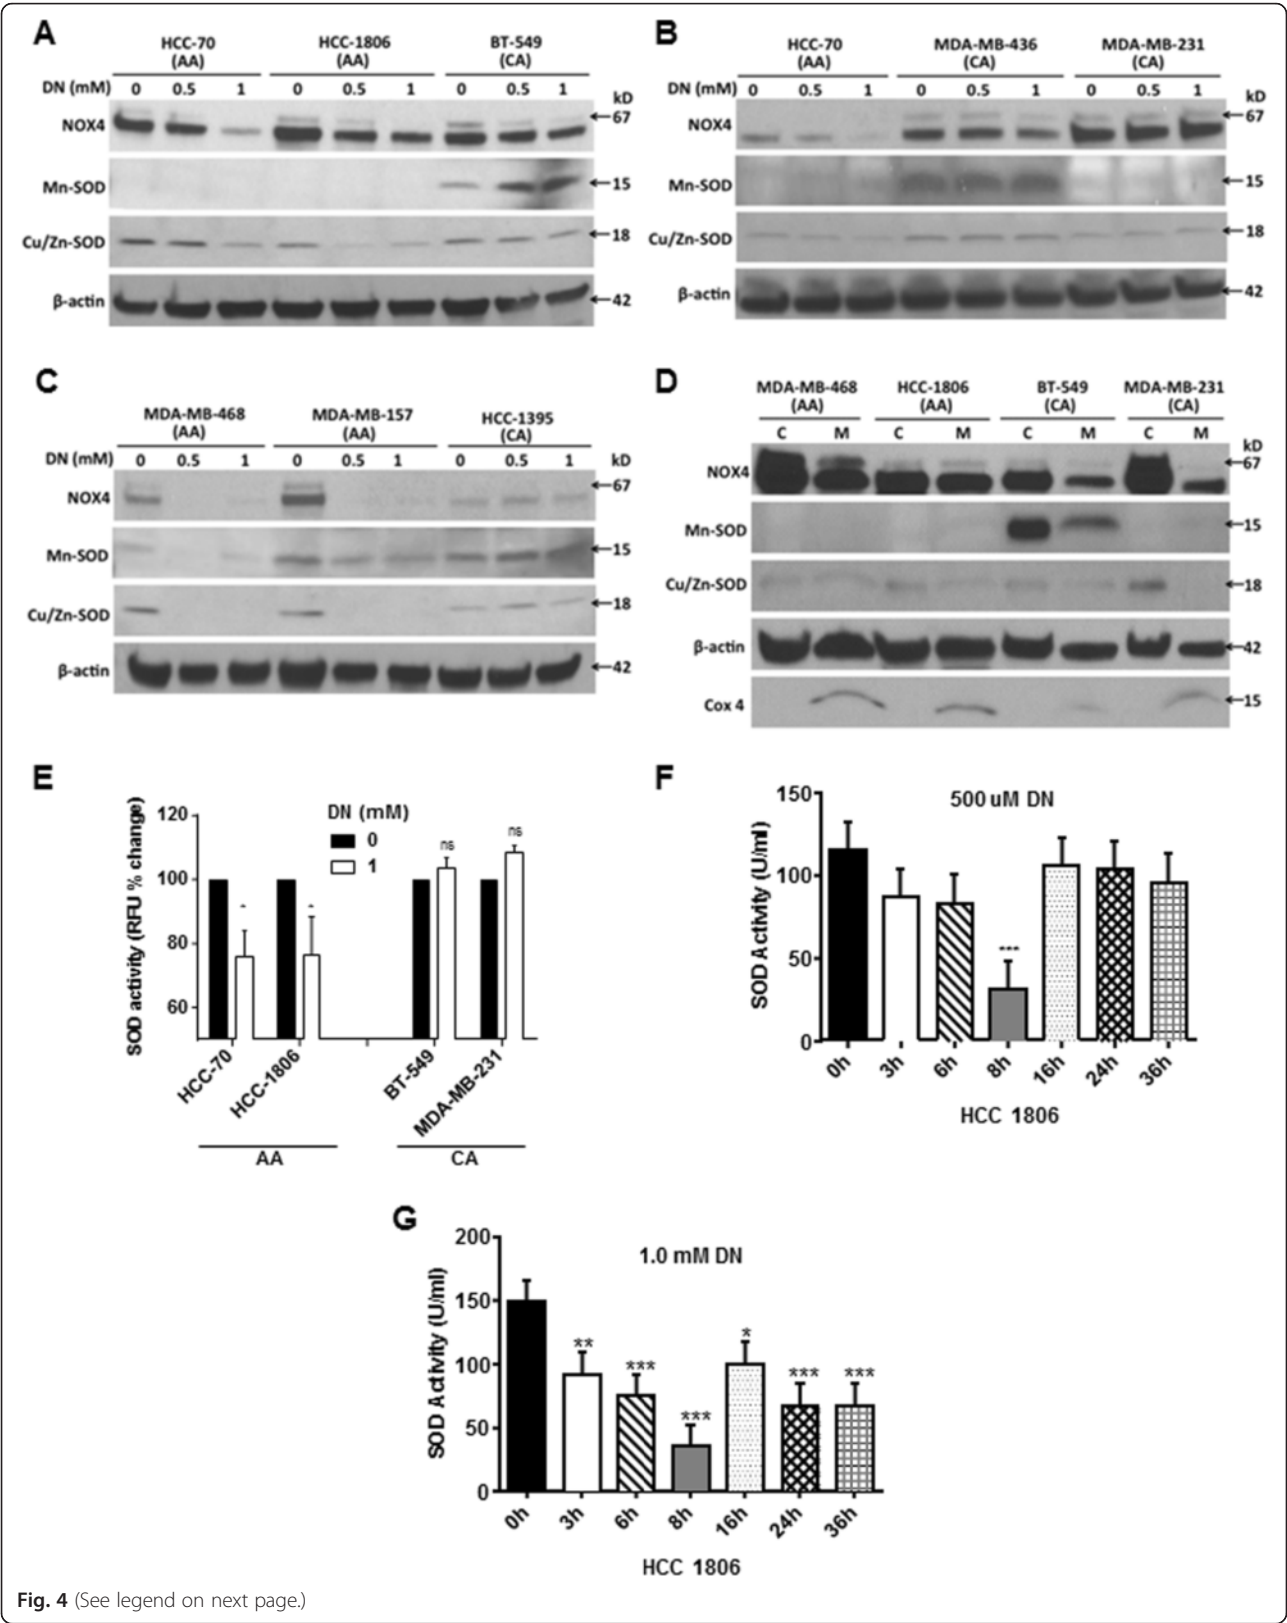 A
HCC-70 HCC-1806 BT-549
(AA) (AA) (CA)
DN (mM) 0 0.5 1 0 0.5 1 0 0.5 1 kD
NOX4 67
Mn-SOD 15
Cu/Zn-SOD 18
β-actin 42
B
HCC-70 MDA-MB-436 MDA-MB-231
(AA) (CA) (CA)
DN (mM) 0 0.5 1 0 0.5 1 0 0.5 1 kD
NOX4 67
Mn-SOD 15
Cu/Zn-SOD 18
β-actin 42
C
MDA-MB-468 MDA-MB-157 HCC-1395
(AA) (AA) (CA)
DN (mM) 0 0.5 1 0 0.5 1 0 0.5 1 kD
NOX4 67
Mn-SOD 15
Cu/Zn-SOD 18
β-actin 42
D
MDA-MB-468 HCC-1806 BT-549 MDA-MB-231
(AA) (AA) (CA) (CA)
C M C M C M C M kD
NOX4 67
Mn-SOD 15
Cu/Zn-SOD 18
β-actin 42
Cox 4 15
E
SOD activity (RFU % change)
120
100
80
60
DN (mM)
0
1
ns
ns
HCC-70 HCC-1806 BT-549 MDA-MB-231
AA CA
F
500 uM DN
SOD Activity (U/ml)
150
100
50
0
***
0h 3h 6h 8h 16h 24h 36h
HCC 1806
G
1.0 mM DN
SOD Activity (U/ml)
200
150
100
50
0
** *** *** * *** ***
0h 3h 6h 8h 16h 24h 36h
HCC 1806
Fig. 4 (See legend on next page.)